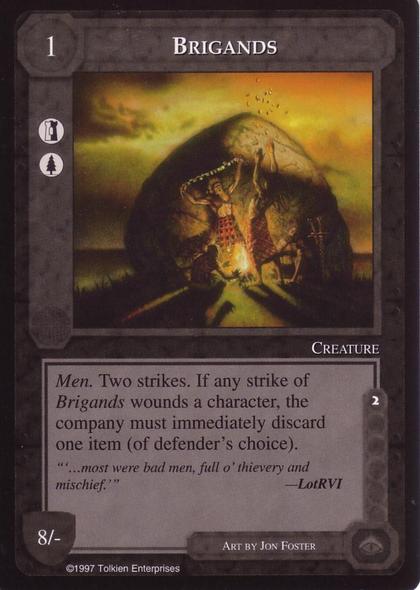 1
BRIGANDS
CREATURE
Men. Two strikes. If any strike of
Brigands wounds a character, the
company must immediately discard
one item (of defender's choice).
2
“‘...most were bad men, full o’ thievery and
mischief.’”
—LotRVI
8/-
ART BY JON FOSTER
©1997 Tolkien Enterprises